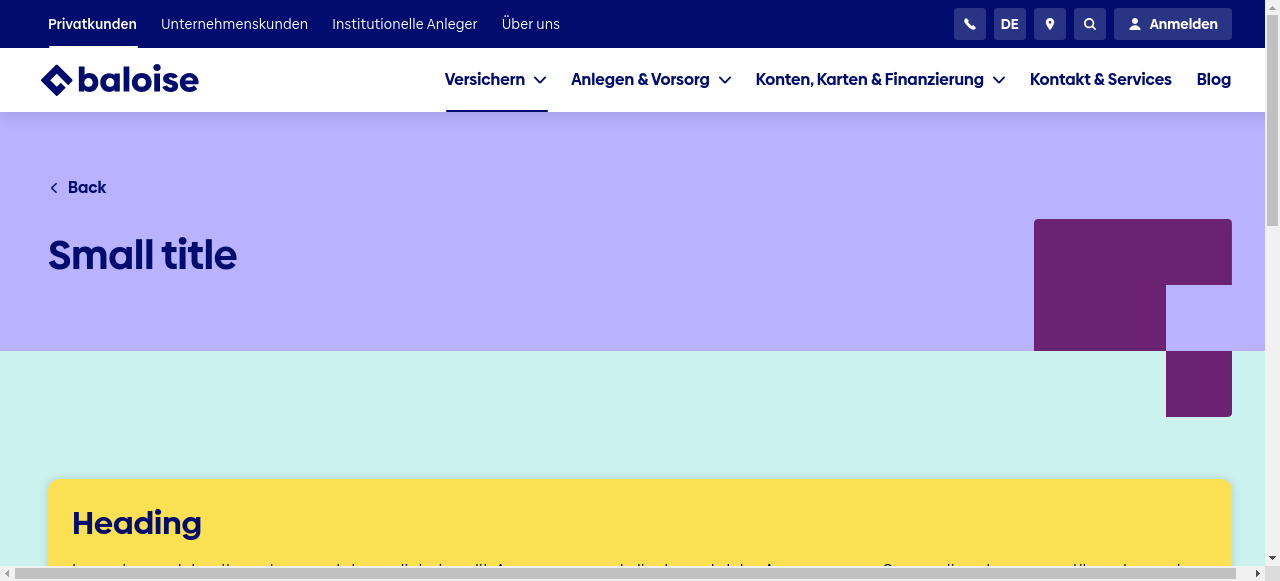 Privatkunden Unternehmenskunden Institutionelle Anleger Über uns DE Anmelden
baloise Versichern Anlegen & Vorsorg Konten, Karten & Finanzierung Kontakt & Services Blog
Back
Small title
Heading